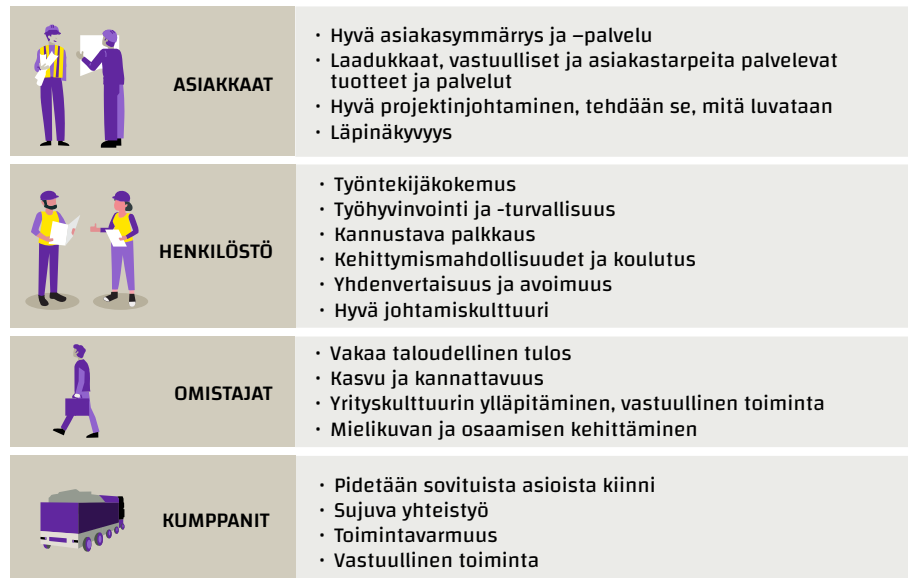 ASIAKKAAT
• Hyvä asiakasymmärrys ja –palvelu
• Laadukkaat, vastuulliset ja asiakastarpeita palvelevat
tuotteet ja palvelut
• Hyvä projektinjohtaminen, tehdään se, mitä luvataan
• Läpinäkyvyys
HENKILÖSTÖ
• Työntekijäkokemus
• Työhyvinvointi ja -turvallisuus
• Kannustava palkkaus
• Kehittymismahdollisuudet ja koulutus
• Yhdenvertaisuus ja avoimuus
• Hyvä johtamiskulttuuri
OMISTAJAT
• Vakaa taloudellinen tulos
• Kasvu ja kannattavuus
• Yrityskulttuurin ylläpitäminen, vastuullinen toiminta
• Mielikuvan ja osaamisen kehittäminen
KUMPPANIT
• Pidetään sovituista asioista kiinni
• Sujuva yhteistyö
• Toimintavarmuus
• Vastuullinen toiminta